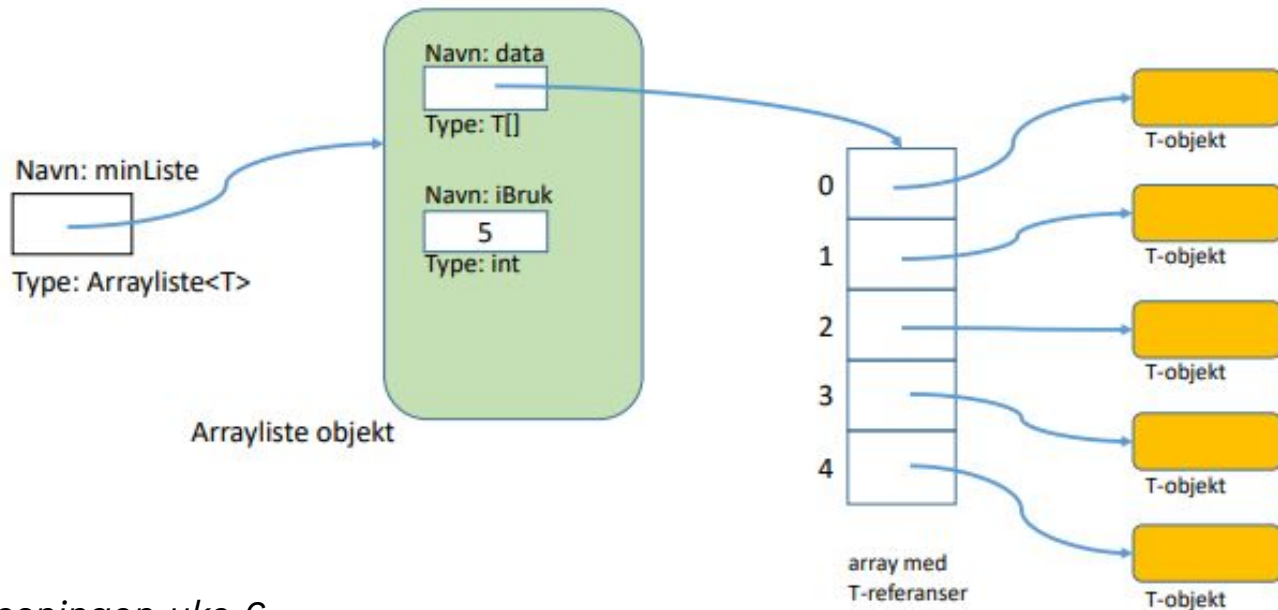 Navn: minListe
Type: Arrayliste<T>
Navn: data
Type: T[]
Navn: iBruk
5
Type: int
Arrayliste objekt
0
1
2
3
4
array med
T-referanser
T-objekt
T-objekt
T-objekt
T-objekt
T-objekt
uke